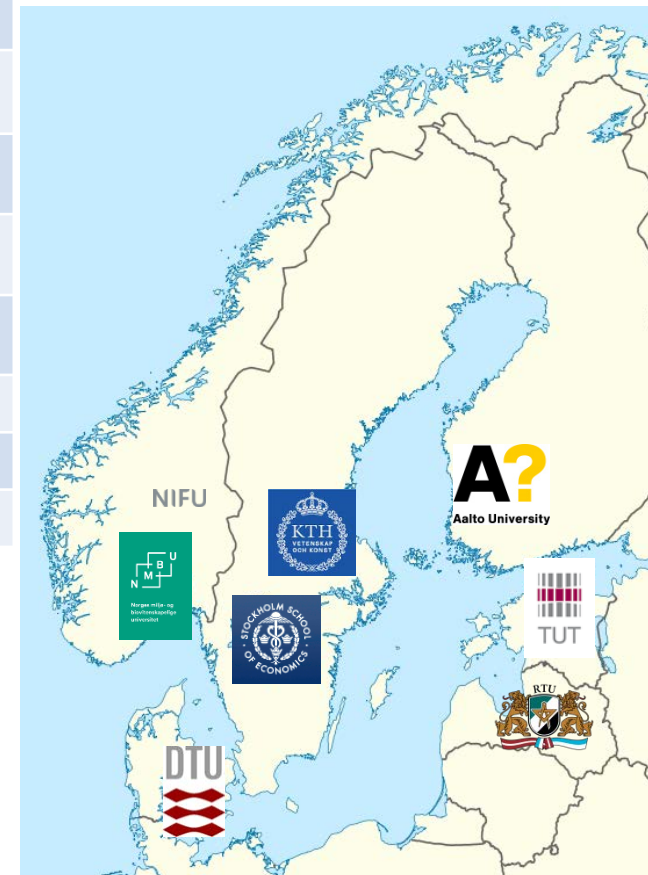 NIFU
N M B U
Norges miljø- og
biovitenskapelige
universitet
KTH
VETENSKAP
OCH KONST
STOCKHOLM SCHOOL
OF ECONOMICS
A?
Aalto University
TUT
RTU
DTU